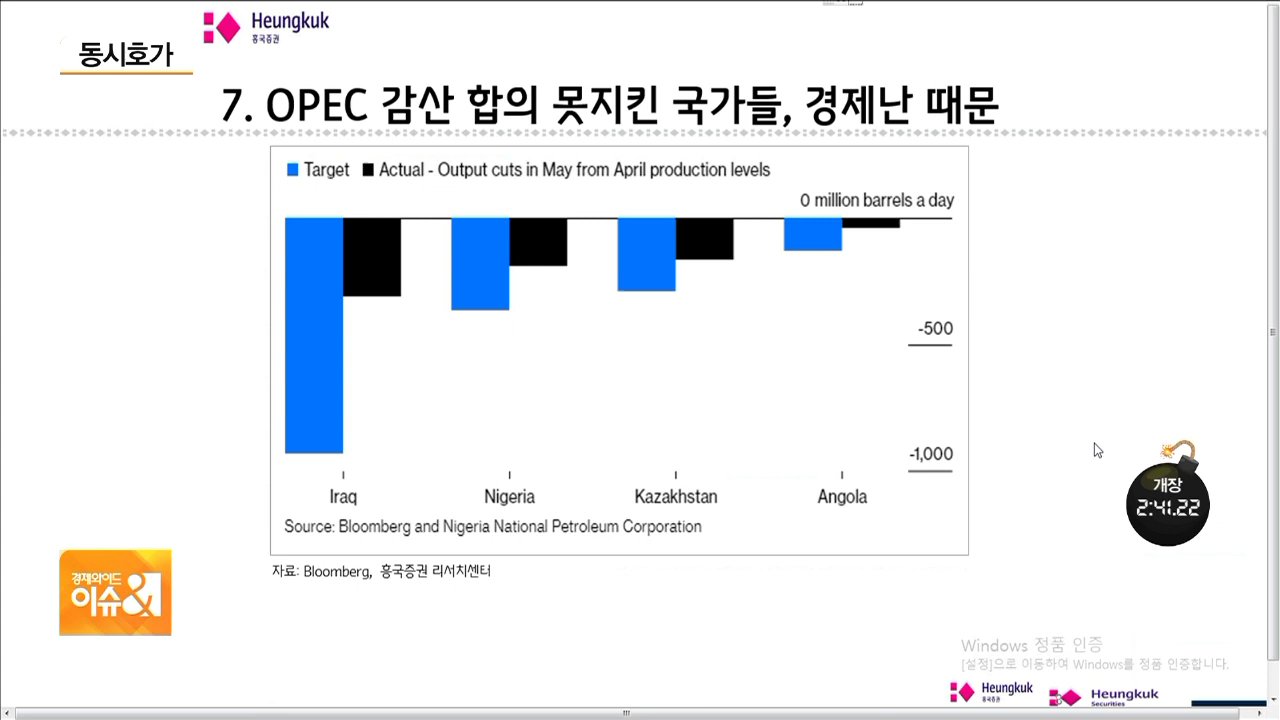 Heungkuk
흥국증권
동시호가
7. OPEC 감산 합의 못지킨 국가들, 경제난 때문
Target Actual - Output cuts in May from April production levels
0 million barrels a day
-500
-1,000
Iraq Nigeria Kazakhstan Angola
Source: Bloomberg and Nigeria National Petroleum Corporation
자료: Bloomberg, 흥국증권 리서치센터
개장
2:41.22
경제와이드
이슈&
Windows 정품 인증
[설정]으로 이동하여 Windows를 정품 인증합니다.
Heungkuk
흥국증권
Heungkuk
Securities